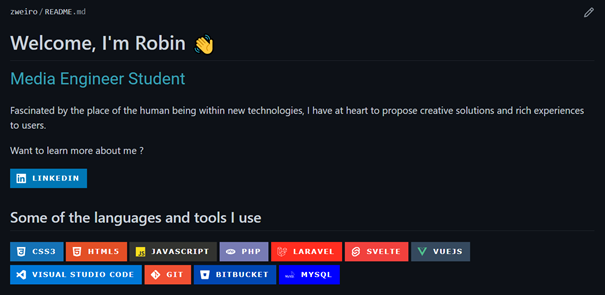 zweiro/README.md
Welcome, I'm Robin 👋
Media Engineer Student
Fascinated by the place of the human being within new technologies, I have at heart to propose creative solutions and rich experiences
to users.
Want to learn more about me ?
LINKEDIN
Some of the languages and tools I use
CSS3 HTML5 JAVASCRIPT PHP LARAVEL SVELTE VUEJS
VISUAL STUDIO CODE GIT BITBUCKET MYSQL